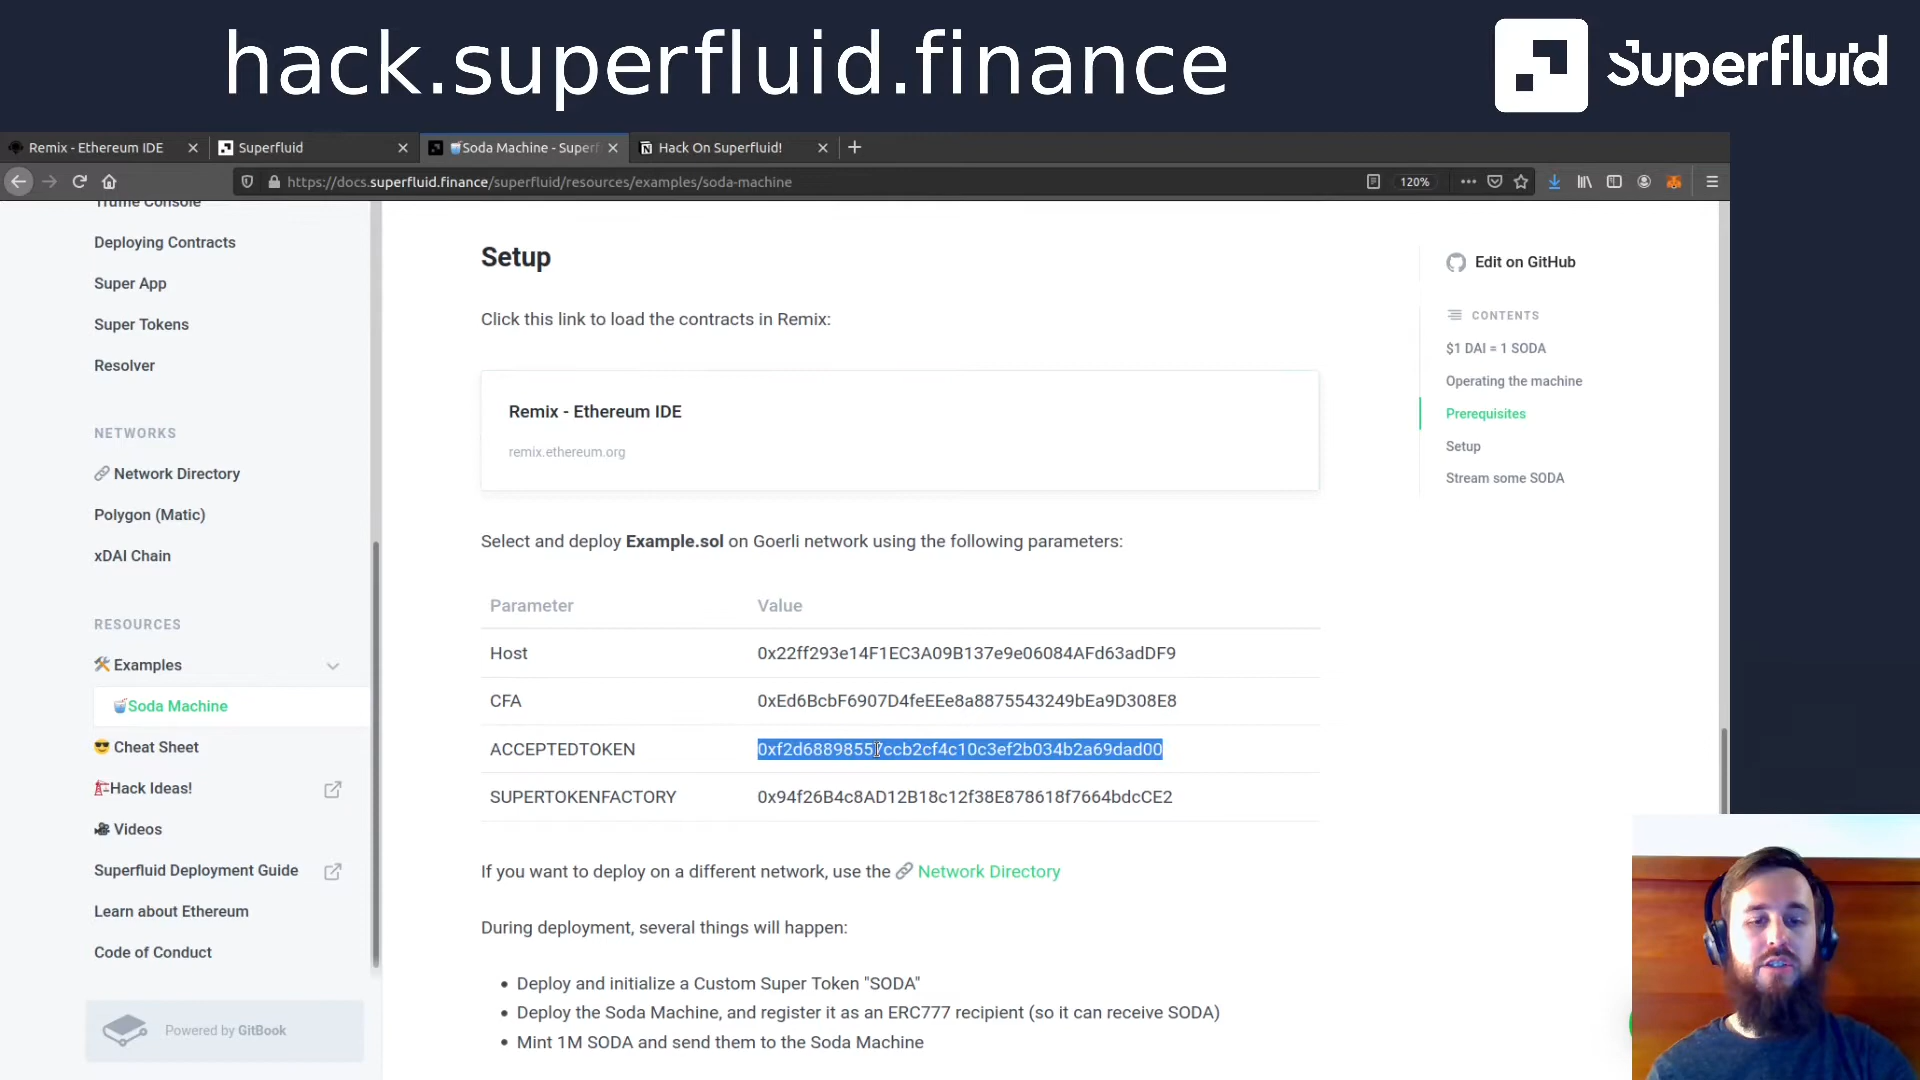 hack.superfluid.finance
Superfluid
Remix - Ethereum IDE
Superfluid
🥤Soda Machine - Superf
Hack On Superfluid!
https://docs.superfluid.finance/superfluid/resources/examples/soda-machine
120%
Truffle Console
Deploying Contracts
Super App
Super Tokens
Resolver
NETWORKS
🔗 Network Directory
Polygon (Matic)
xDAI Chain
RESOURCES
🛠 Examples
🥤Soda Machine
😎 Cheat Sheet
🏗Hack Ideas!
🎥 Videos
Superfluid Deployment Guide
Learn about Ethereum
Code of Conduct
Powered by GitBook
Setup
Click this link to load the contracts in Remix:
Remix - Ethereum IDE
remix.ethereum.org
Select and deploy Example.sol on Goerli network using the following parameters:
Parameter Value
Host 0x22ff293e14F1EC3A09B137e9e06084AFd63adDF9
CFA 0xEd6BcbF6907D4feEEe8a8875543249bEa9D308E8
ACCEPTEDTOKEN 0xf2d68898557ccb2cf4c10c3ef2b034b2a69dad00
SUPERTOKENFACTORY 0x94f26B4c8AD12B18c12f38E878618f7664bdcCE2
If you want to deploy on a different network, use the 🔗 Network Directory
During deployment, several things will happen:
• Deploy and initialize a Custom Super Token "SODA"
• Deploy the Soda Machine, and register it as an ERC777 recipient (so it can receive SODA)
• Mint 1M SODA and send them to the Soda Machine
Edit on GitHub
CONTENTS
$1 DAI = 1 SODA
Operating the machine
Prerequisites
Setup
Stream some SODA